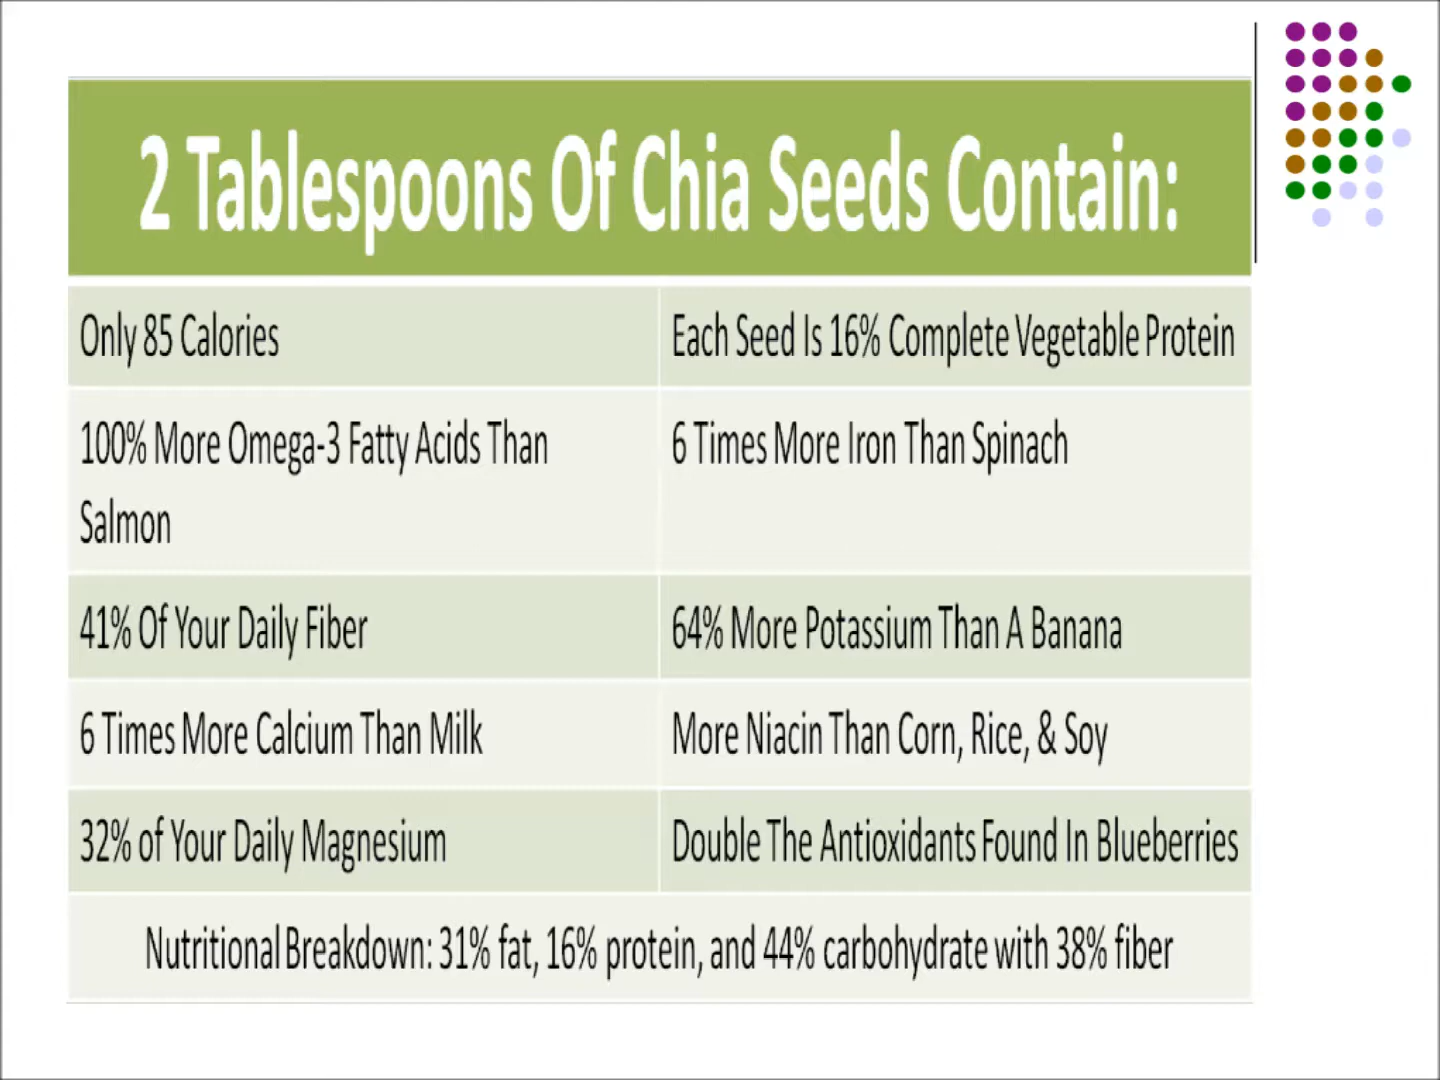 2 Tablespoons Of Chia Seeds Contain:
Only 85 Calories
Each Seed Is 16% Complete Vegetable Protein
100% More Omega-3 Fatty Acids Than
Salmon
6 Times More Iron Than Spinach
41% Of Your Daily Fiber
64% More Potassium Than A Banana
6 Times More Calcium Than Milk
More Niacin Than Corn, Rice, & Soy
32% of Your Daily Magnesium
Double The Antioxidants Found In Blueberries
Nutritional Breakdown: 31% fat, 16% protein, and 44% carbohydrate with 38% fiber